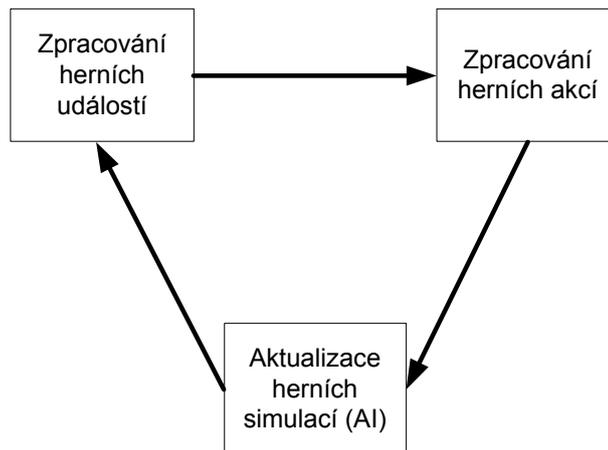 Zpracování
herních
událostí
Zpracování
herních akcí
Aktualizace
herních
simulací (AI)